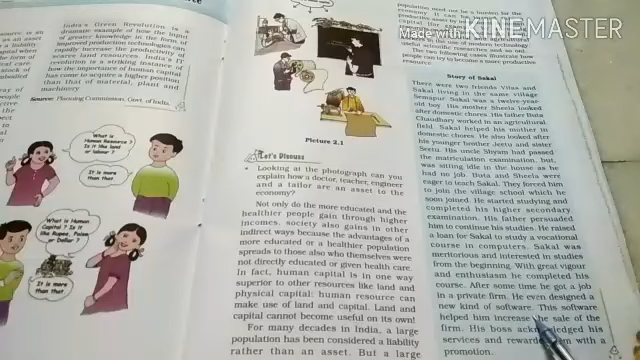 India's Green Revolution is a
dramatic example of how the input
of greater knowledge in the form of
improved production technologies can
rapidly increase the productivity of
scarce land resources. India's IT
revolution is a striking instance of
how the importance of human capital
has come to acquire a higher position
than that of material, plant and
machinery
Source: Planning Commission, Govt. of India.
What is
Human Resource ?
Is it like land
or labour ?
It is more
than that
What is Human
Capital ? Is it
like Rupee, Paisa
or Dollar ?
It is more
than that
Picture 2.1
Let's Discuss
• Looking at the photograph can you
explain how a doctor, teacher, engineer
and a tailor are an asset to the
economy?
Not only do the more educated and the
healthier people gain through higher
incomes, society also gains in other
indirect ways because the advantages of
a more educated or a healthier population
spreads to those also who themselves were
not directly educated or given health care.
In fact, human capital is in one way
superior to other resources like land and
physical capital: human resource can
make use of land and capital. Land and
capital cannot become useful on its own!
For many decades in India, a large
population has been considered a liability
rather than an asset. But a large
population need not be a burden for the
Made with KINEMASTER
use of modern technology
useful scientific researches and so on.
The two following cases illustrate how
people can try to become a more productive
resource.
Story of Sakal
There were two friends Vilas and
Sakal living in the same village
Semapur. Sakal was a twelve-year-
old boy. His mother Sheela looked
after domestic chores. His father Buta
Chaudhary worked in an agricultural
field. Sakal helped his mother in
domestic chores. He also looked after
his younger brother Jeetu and sister
Seetu. His uncle Shyam had passed
the matriculation examination, but,
was sitting idle in the house as he
had no job. Buta and Sheela were
eager to teach Sakal. They forced him
to join the village school which he
soon joined. He started studying and
completed his higher secondary
examination. His father persuaded
him to continue his studies. He raised
a loan for Sakal to study a vocational
course in computers. Sakal was
meritorious and interested in studies
from the beginning. With great vigour
and enthusiasm he completed his
course. After some time he got a job
in a private firm. He even designed a
new kind of software. This software
helped him increase the sale of the
firm. His boss acknowledged his
services and rewarded him with a
promotion.